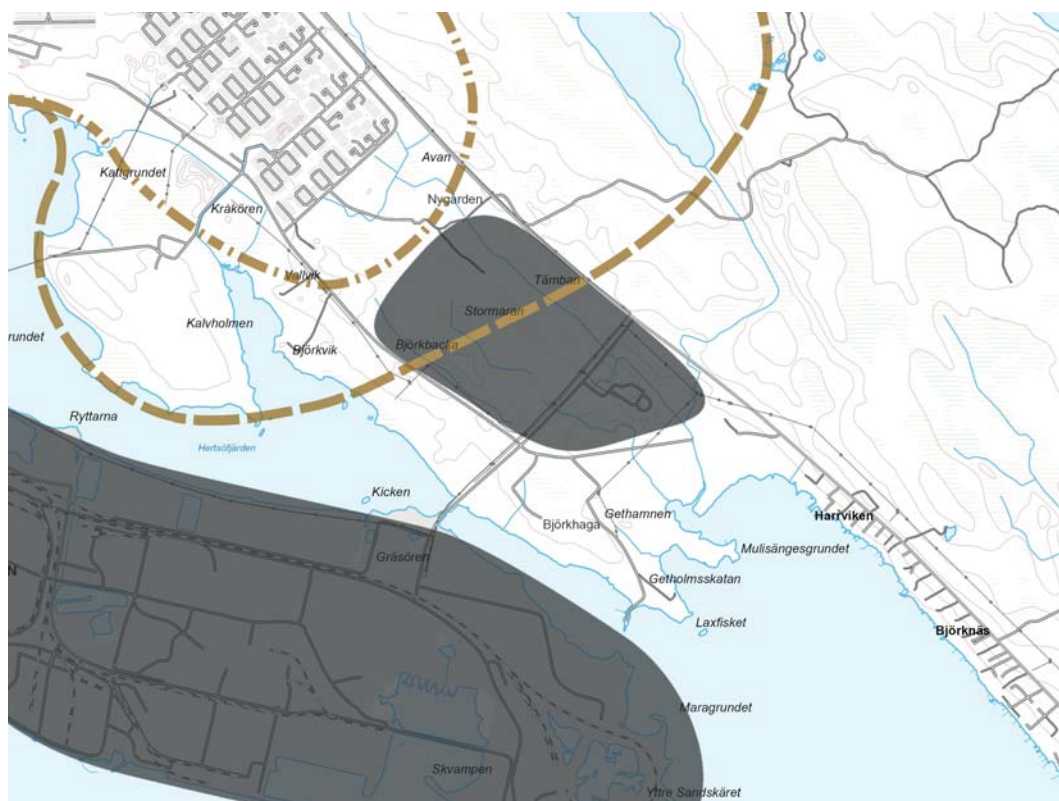 Avan
Kattgrundet
Nygården
Kråkören
Vallvik
Tämban
Stormaran
Kalvholmen
rundet
Björkbacka
Björkvik
Ryttarna
Hertsöfjärden
Kicken
Gethamnen
Harrviken
Björkhaga
Mulisängesgrundet
Gräsören
N
Getholmsskatan
Laxfisket
Björknäs
Maragrundet
Skvampen
Yttre Sandskäret